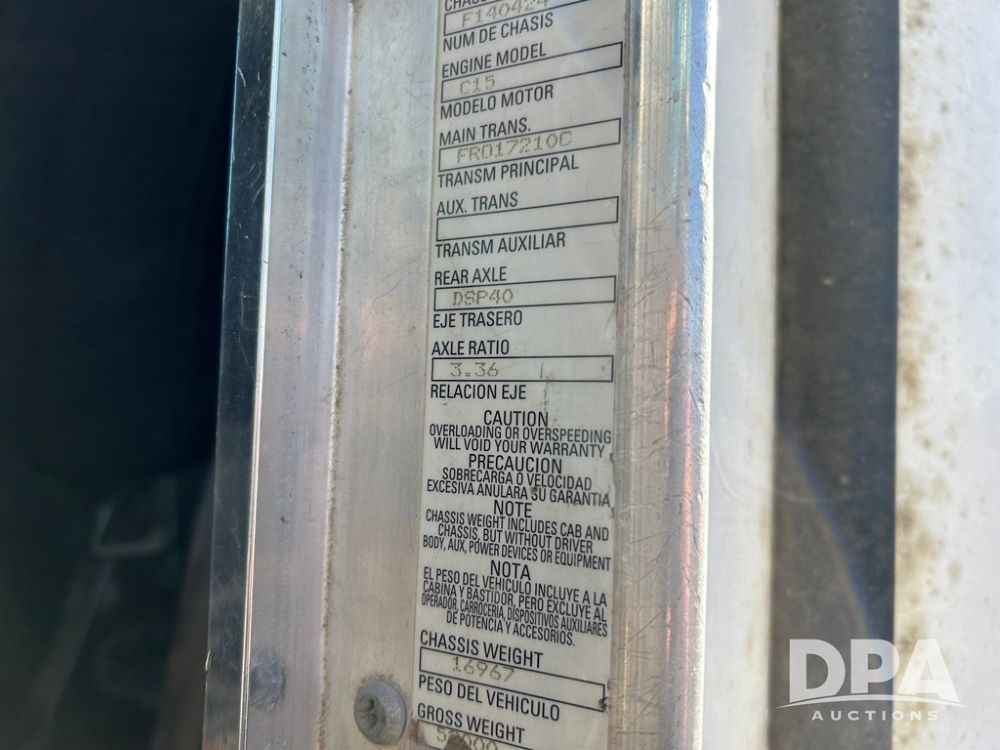 F140424
NUM DE CHASIS
ENGINE MODEL
C15
MODELO MOTOR
MAIN TRANS.
FRO17210C
TRANSM PRINCIPAL
AUX. TRANS
TRANSM AUXILIAR
REAR AXLE
DSP40
EJE TRASERO
AXLE RATIO
3.36
RELACION EJE
CAUTION
OVERLOADING OR OVERSPEEDING
WILL VOID YOUR WARRANTY
PRECAUCION
SOBRECARGA O VELOCIDAD
EXCESIVA ANULARA SU GARANTIA
NOTE
CHASSIS WEIGHT INCLUDES CAB AND
CHASSIS, BUT WITHOUT DRIVER
BODY, AUX, POWER DEVICES OR EQUIPMENT
NOTA
EL PESO DEL VEHICULO INCLUYE A LA
CABINA Y BASTIDOR, PERO EXCLUYE AL
OPERADOR, CARROCERIA, DISPOSITIVOS AUXILIARES
DE POTENCIA Y ACCESORIOS.
CHASSIS WEIGHT
16967
PESO DEL VEHICULO
GROSS WEIGHT
DPA
AUCTIONS